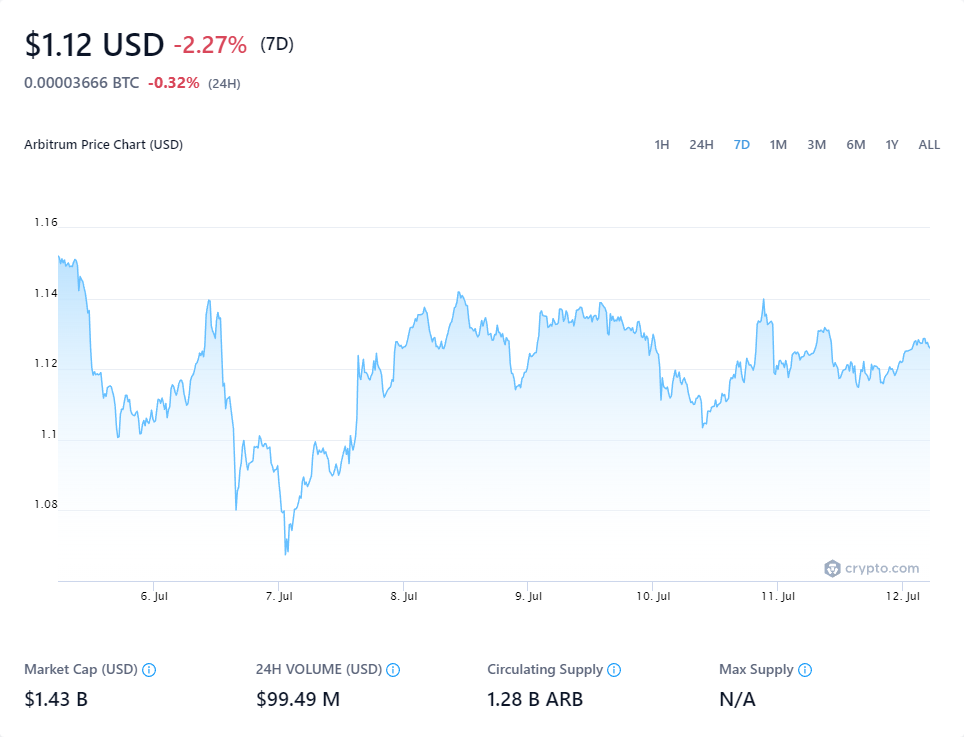 $1.12 USD -2.27% (7D)
0.00003666 BTC -0.32% (24H)
Arbitrum Price Chart (USD)
1H 24H 7D 1M 3M 6M 1Y ALL
1.16
1.14
1.12
1.1
1.08
crypto.com
6. Jul 7. Jul 8. Jul 9. Jul 10. Jul 11. Jul 12. Jul
Market Cap (USD) 24H VOLUME (USD) Circulating Supply Max Supply
$1.43 B $99.49 M 1.28 B ARB N/A